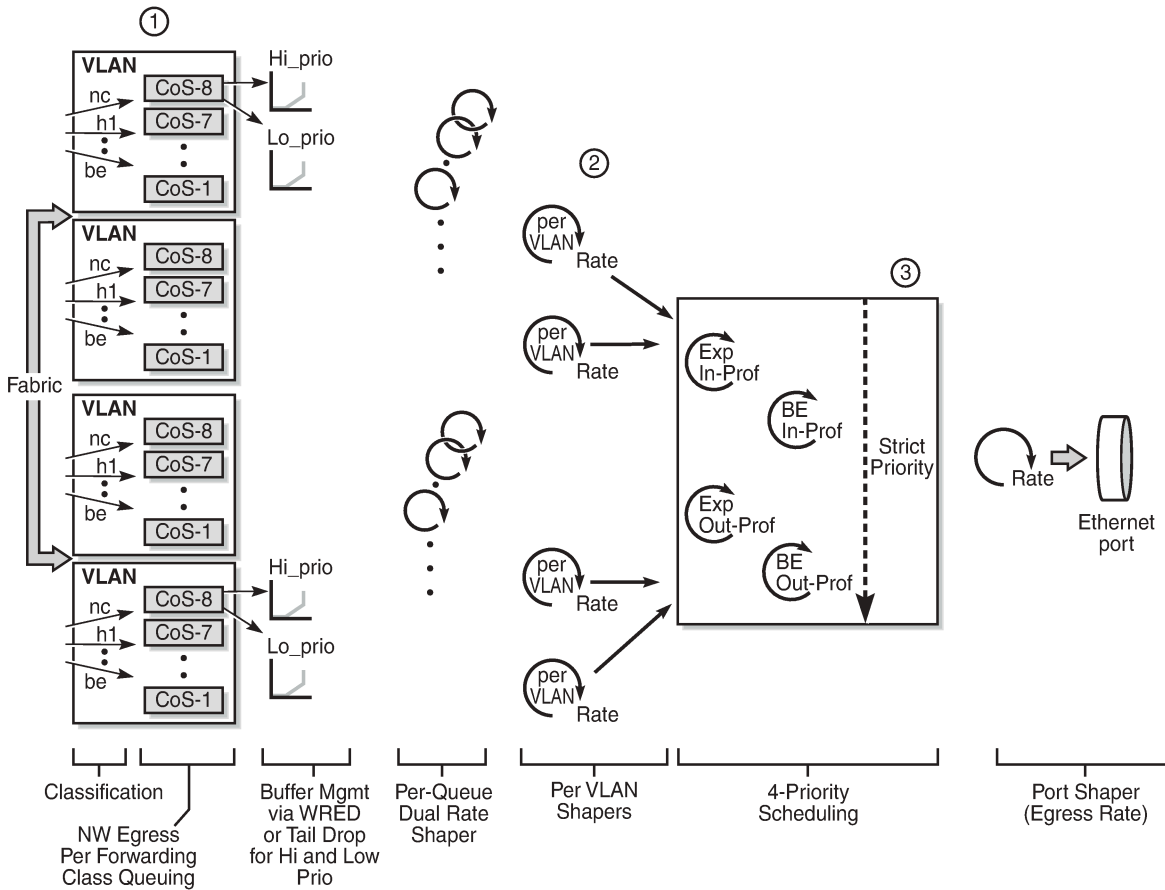 1
VLAN
nc
h1
be
CoS-8
CoS-7
CoS-1
Hi_prio
Lo_prio
VLAN
nc
h1
be
CoS-8
CoS-7
CoS-1
Fabric
VLAN
nc
h1
be
CoS-8
CoS-7
CoS-1
VLAN
nc
h1
be
CoS-8
CoS-7
CoS-1
Hi_prio
Lo_prio
2
per
VLAN
Rate
per
VLAN
Rate
per
VLAN
Rate
per
VLAN
Rate
3
Exp
In-Prof
BE
In-Prof
Exp
Out-Prof
BE
Out-Prof
Strict
Priority
Rate
Ethernet
port
Classification
NW Egress
Per Forwarding
Class Queuing
Buffer Mgmt
via WRED
or Tail Drop
for Hi and Low
Prio
Per-Queue
Dual Rate
Shaper
Per VLAN
Shapers
4-Priority
Scheduling
Port Shaper
(Egress Rate)